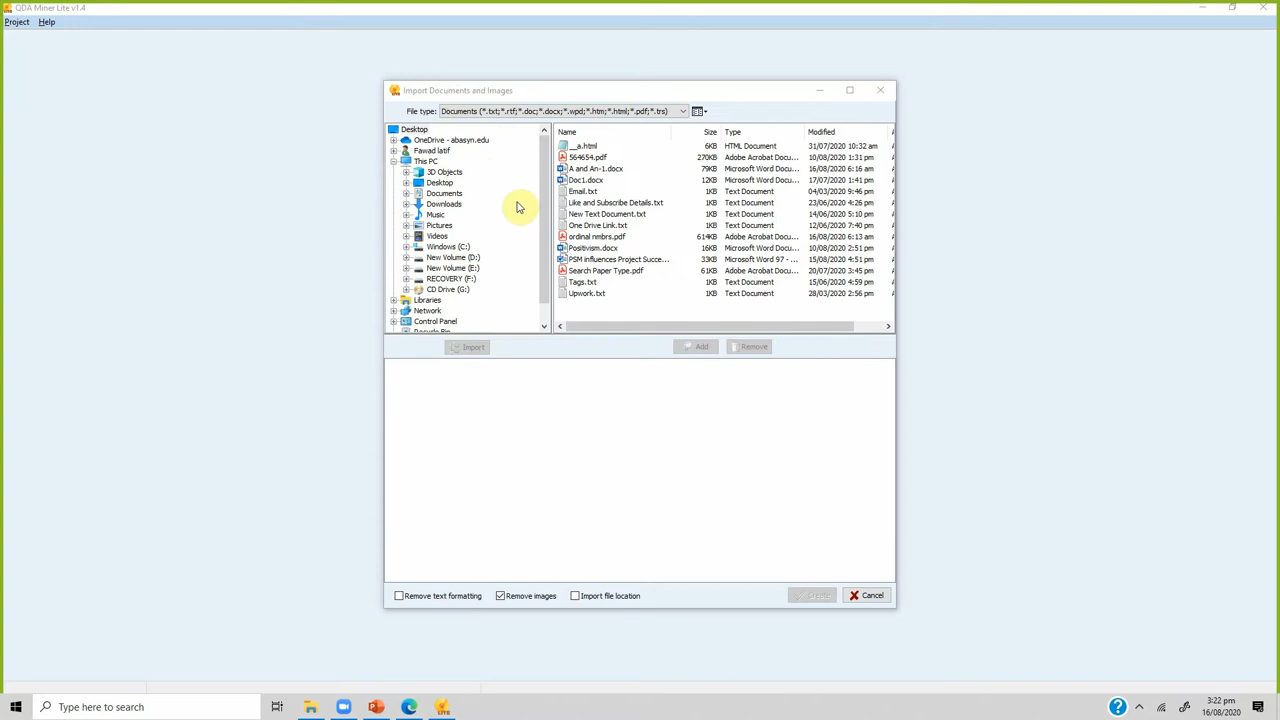 QDA Miner Lite v1.4
Project Help
Import Documents and Images
File type: Documents (*.txt;*.rtf;*.doc;*.docx;*.wpd;*.htm;*.html;*.pdf;*.trs)
Desktop
OneDrive - abasyn.edu
Fawad latif
This PC
3D Objects
Desktop
Documents
Downloads
Music
Pictures
Videos
Windows (C:)
New Volume (D:)
New Volume (E:)
RECOVERY (F:)
CD Drive (G:)
Libraries
Network
Control Panel
Recycle Bin
Name Size Type Modified
__a.html 6KB HTML Document 31/07/2020 10:32 am
564654.pdf 270KB Adobe Acrobat Docu... 10/08/2020 1:31 pm
A and An-1.docx 79KB Microsoft Word Docu... 16/08/2020 6:16 am
Doc1.docx 12KB Microsoft Word Docu... 17/07/2020 1:41 pm
Email.txt 1KB Text Document 04/03/2020 9:46 pm
Like and Subscribe Details.txt 1KB Text Document 23/06/2020 4:26 pm
New Text Document.txt 1KB Text Document 14/06/2020 5:10 pm
One Drive Link.txt 1KB Text Document 12/06/2020 7:40 pm
ordinal nmbrs.pdf 614KB Adobe Acrobat Docu... 10/08/2020 6:13 am
Positivism.docx 16KB Microsoft Word Docu... 10/08/2020 2:51 pm
PSM influences Project Succe... 33KB Microsoft Word 97 - ... 15/08/2020 4:51 pm
Search Paper Type.pdf 61KB Adobe Acrobat Docu... 20/07/2020 3:45 pm
Tags.txt 1KB Text Document 15/06/2020 4:59 pm
Upwork.txt 1KB Text Document 28/03/2020 2:56 pm
Import Add Remove
Remove text formatting Remove images Import file location Create Cancel
Type here to search
3:22 pm
16/08/2020